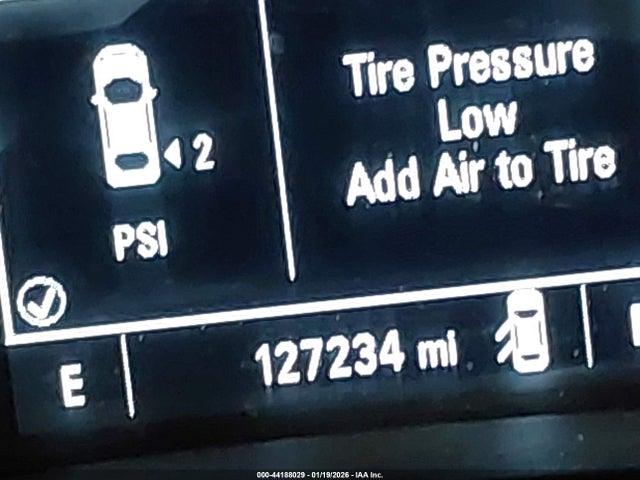 Tire Pressure
Low
Add Air to Tire
2
PSI
E
127234 mi
000-44188029 - 01/19/2026 - IAA Inc.